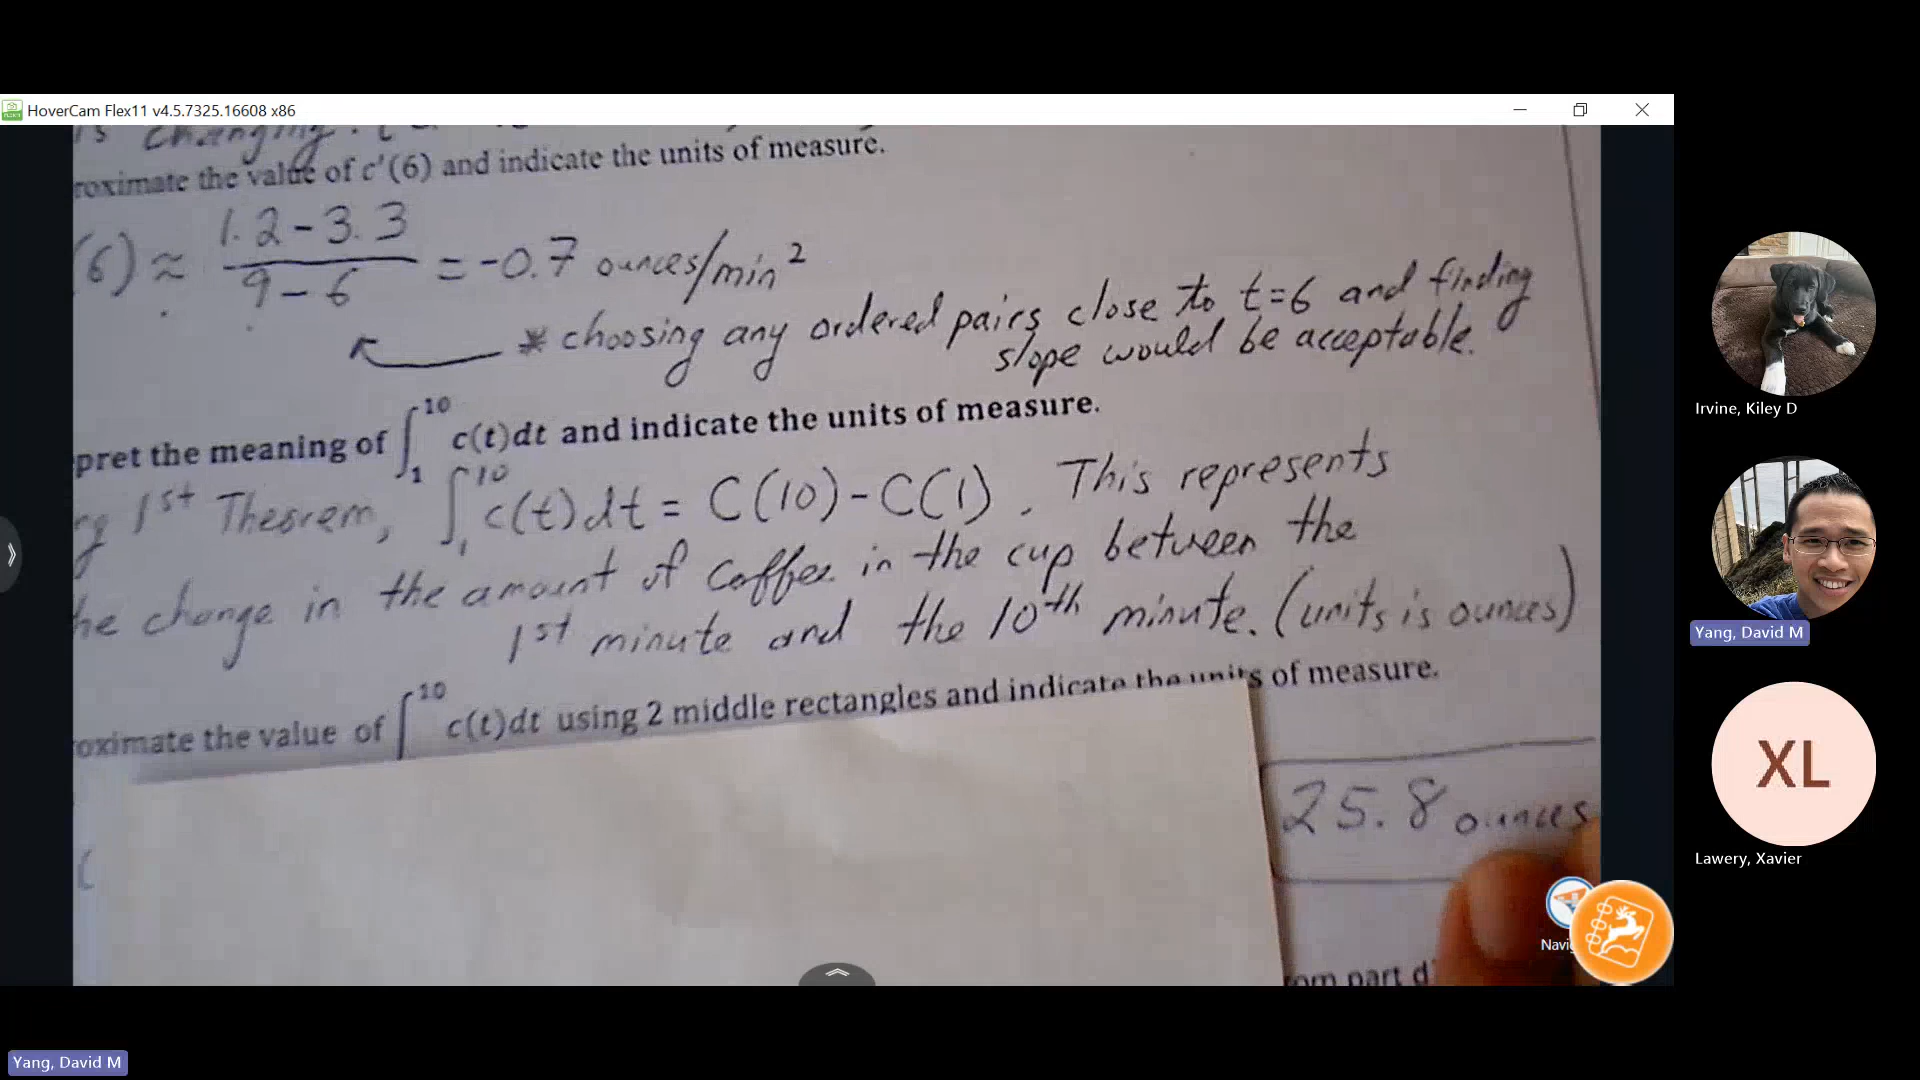 HoverCam Flex11 v4.5.7325.16608 x86
is changing.
roximate the value of c'(6) and indicate the units of measure.
(6) ≈ 1.2 - 3.3 / 9 - 6 = -0.7 ounces/min²
* choosing any ordered pairs close to t=6 and finding
slope would be acceptable.
pret the meaning of ∫₁¹⁰ c(t)dt and indicate the units of measure.
g 1st Theorem, ∫₁¹⁰ c(t)dt = C(10) - C(1). This represents
he change in the amount of coffee in the cup between the
1st minute and the 10th minute. (units is ounces)
oximate the value of ∫¹⁰ c(t)dt using 2 middle rectangles and indicate the units of measure.
25.8 ounces
om part d
Navi
Irvine, Kiley D
Yang, David M
XL
Lawery, Xavier
Yang, David M